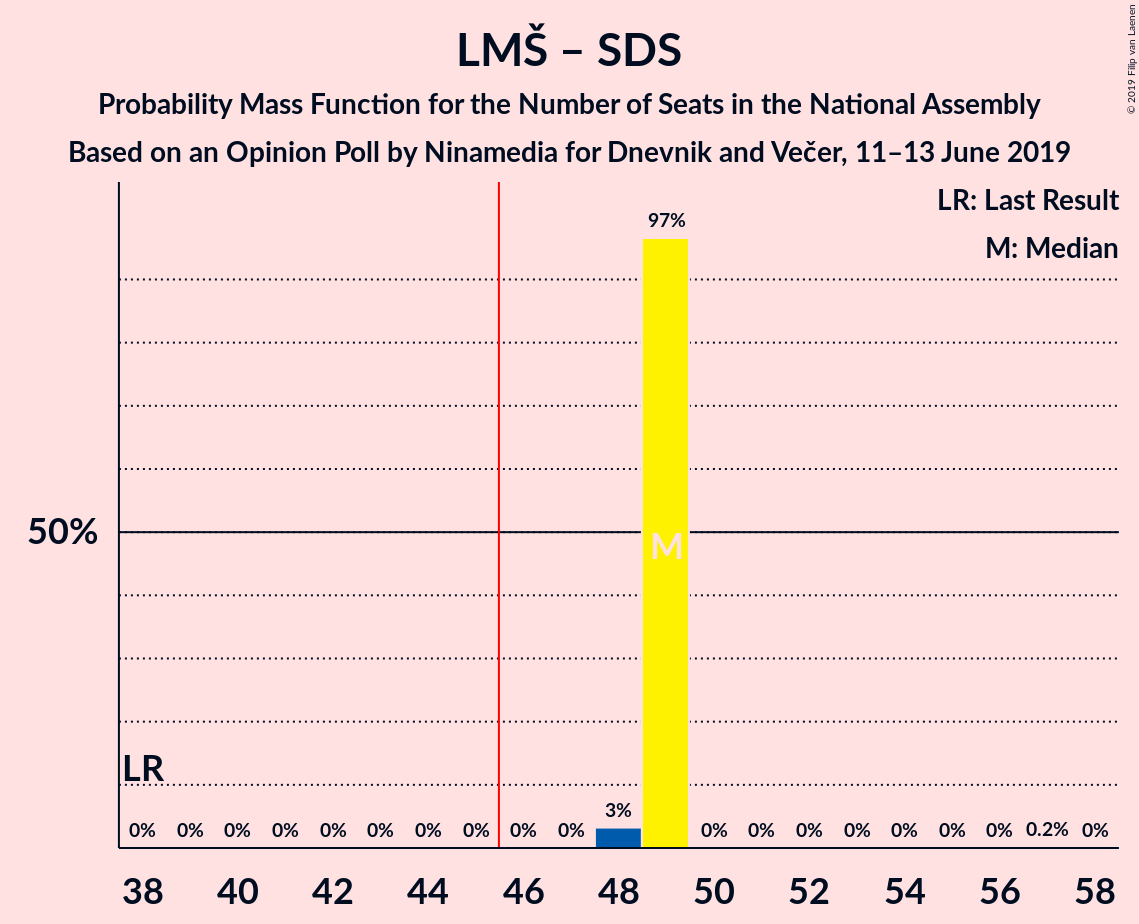 LMŠ – SDS
Probability Mass Function for the Number of Seats in the National Assembly
Based on an Opinion Poll by Ninamedia for Dnevnik and Večer, 11–13 June 2019
© 2019 Filip van Laenen
LR: Last Result
M: Median
97%
50%
M
LR
3%
0% 0% 0% 0% 0% 0% 0% 0% 0% 0% 0% 0% 0% 0% 0% 0% 0% 0.2% 0%
38 40 42 44 46 48 50 52 54 56 58